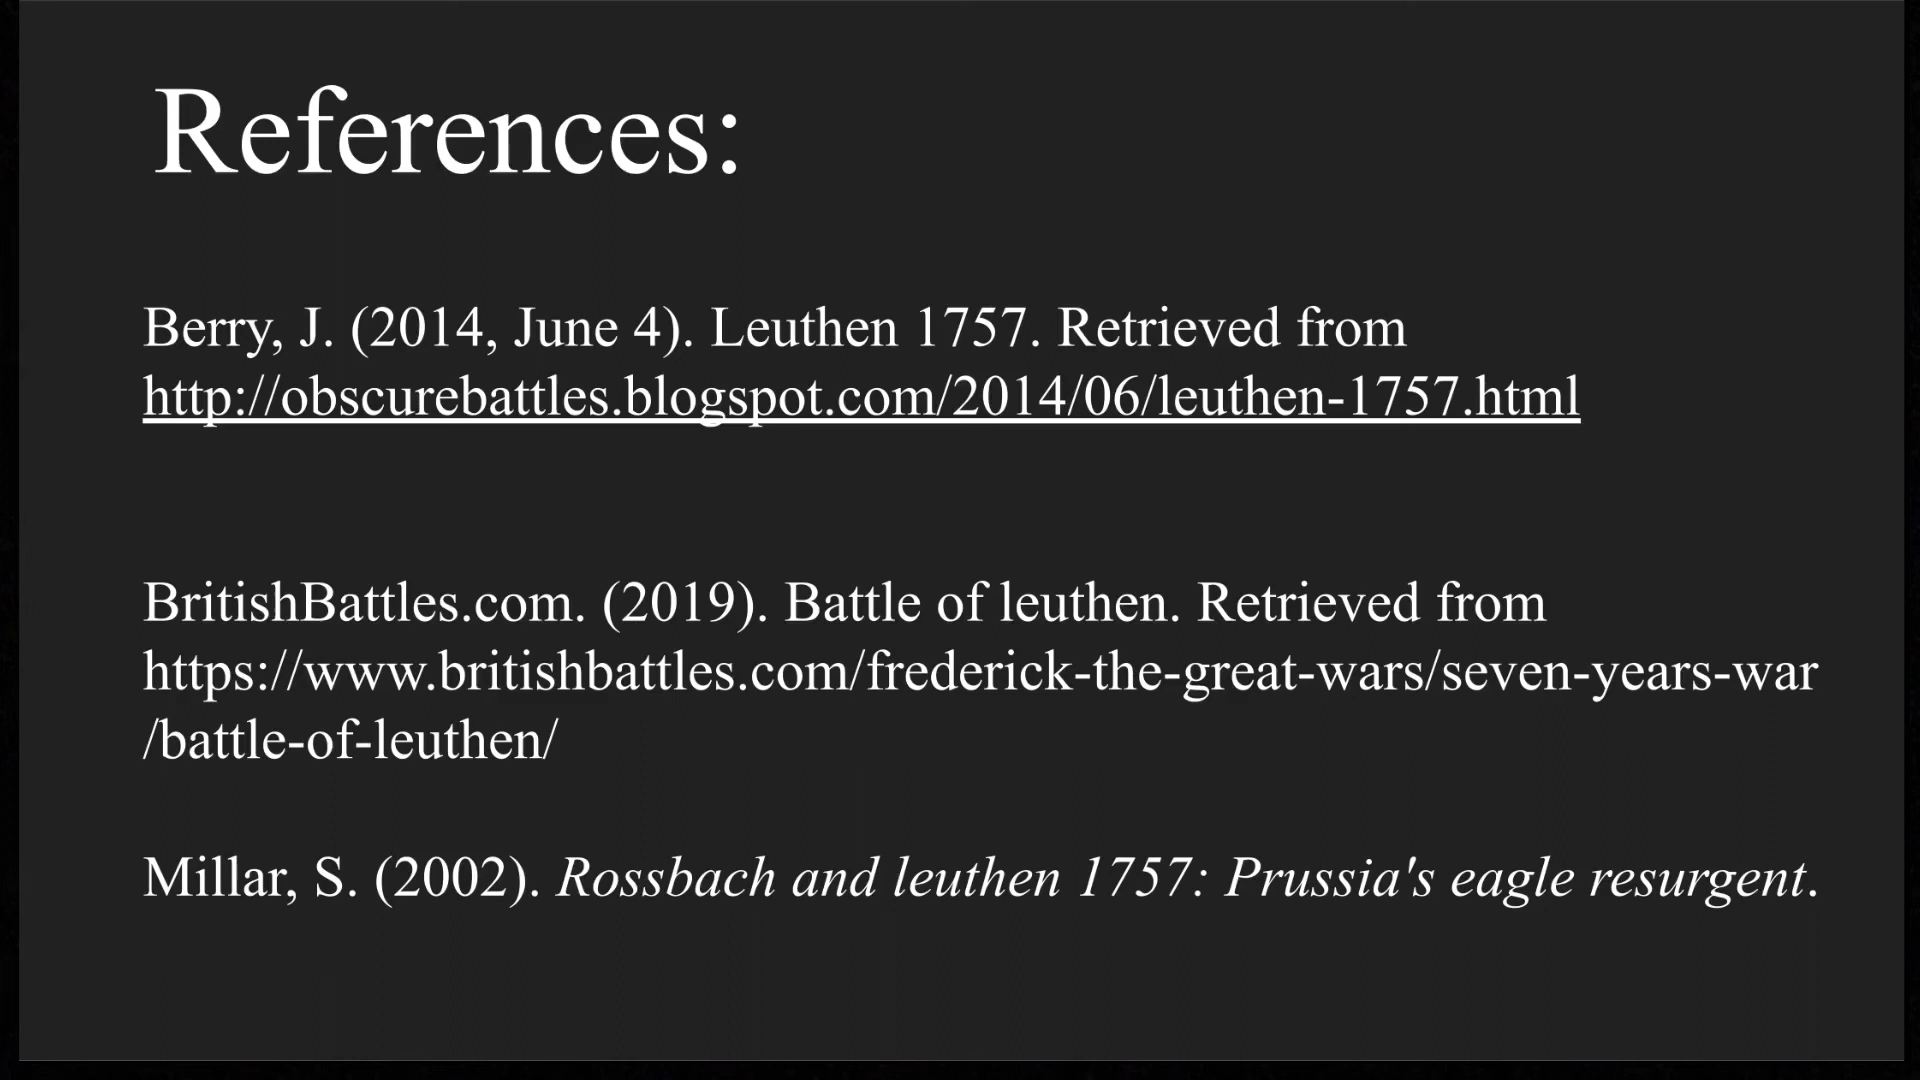 References:
Berry, J. (2014, June 4). Leuthen 1757. Retrieved from
http://obscurebattles.blogspot.com/2014/06/leuthen-1757.html
BritishBattles.com. (2019). Battle of leuthen. Retrieved from
https://www.britishbattles.com/frederick-the-great-wars/seven-years-war
/battle-of-leuthen/
Millar, S. (2002). Rossbach and leuthen 1757: Prussia's eagle resurgent.